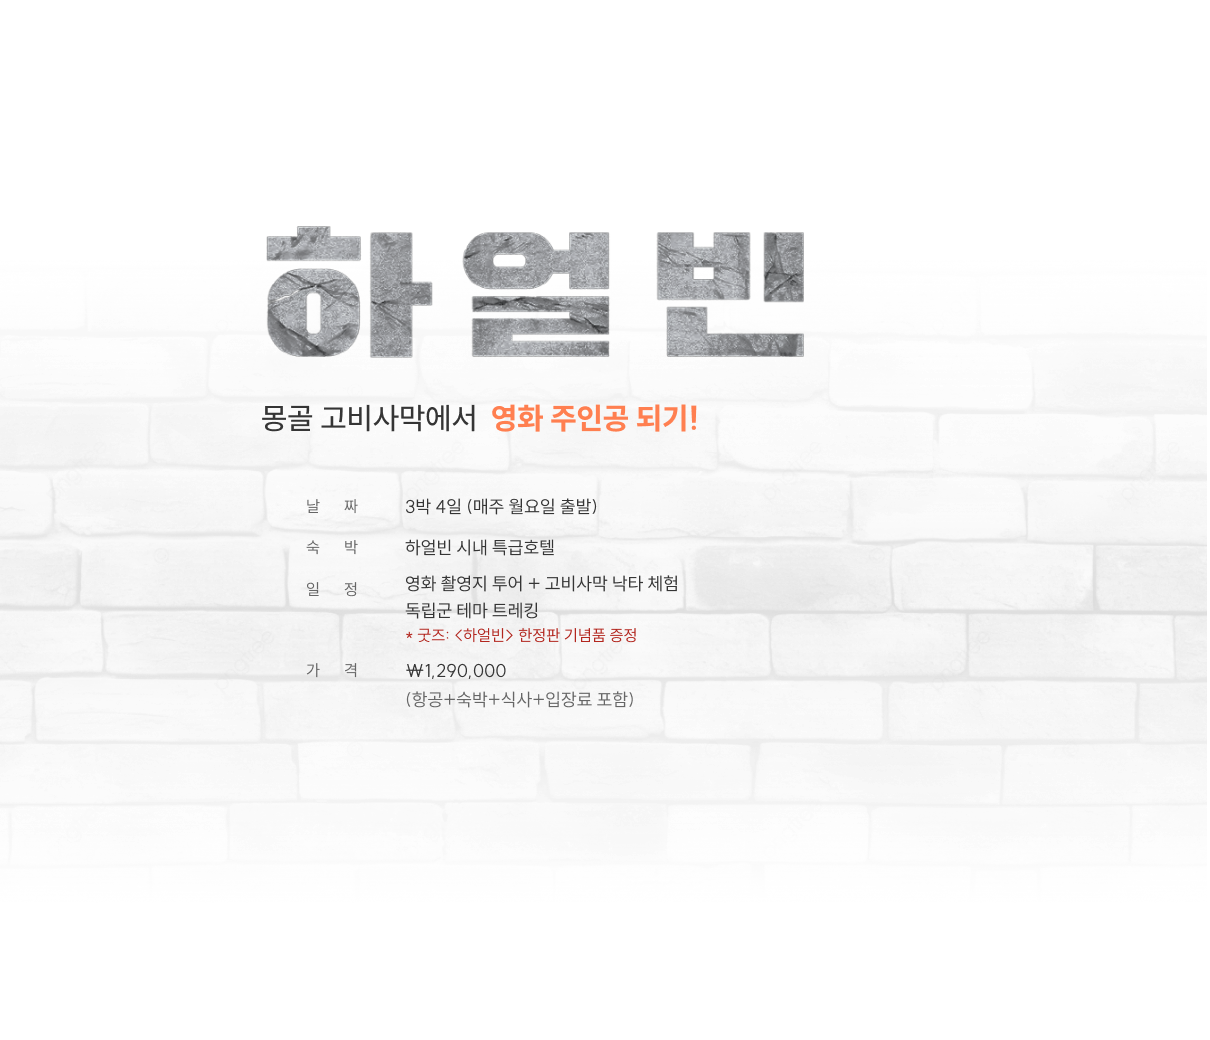 하얼빈
몽골 고비사막에서 영화 주인공 되기!
날 짜 3박 4일 (매주 월요일 출발)
숙 박 하얼빈 시내 특급호텔
일 정 영화 촬영지 투어 + 고비사막 낙타 체험
독립군 테마 트레킹
* 굿즈: <하얼빈> 한정판 기념품 증정
가 격 ₩1,290,000
(항공+숙박+식사+입장료 포함)